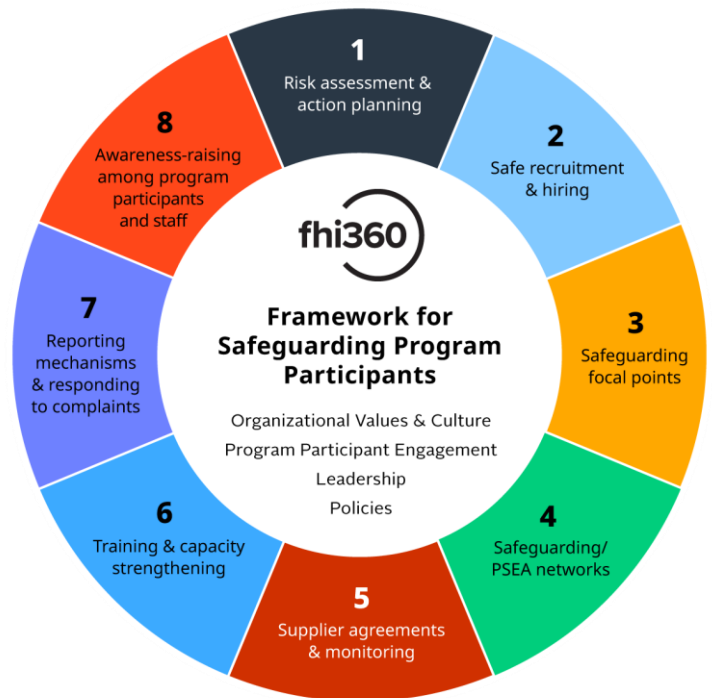 1
Risk assessment &
action planning
2
Safe recruitment
& hiring
3
Safeguarding
focal points
4
Safeguarding/
PSEA networks
5
Supplier agreements
& monitoring
6
Training & capacity
strengthening
7
Reporting
mechanisms
& responding
to complaints
8
Awareness-raising
among program
participants
and staff
fhi360
Framework for
Safeguarding Program
Participants
Organizational Values & Culture
Program Participant Engagement
Leadership
Policies